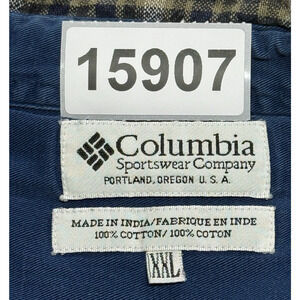 15907
Columbia
Sportswear Company
PORTLAND, OREGON U. S. A.
MADE IN INDIA/FABRIQUE EN INDE
100% COTTON/100% COTON
XXL